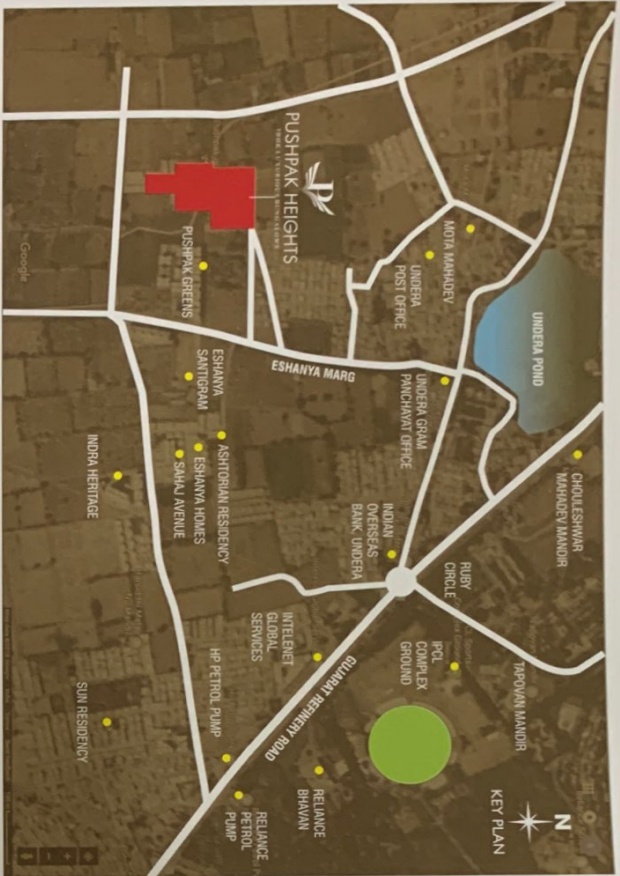 PUSHPAK HEIGHTS
MOTA MAHADEV
UNDERA
POST OFFICE
UNDERA POND
PUSHPAK GREENS
ESHANYA MARG
ESHANYA
SANTIGRAM
UNDERA GRAM
PANCHAYAT OFFICE
CHOULESHWAR
MAHADEV MANDIR
ASHTORIAN RESIDENCY
ESHANYA HOMES
SAHAJ AVENUE
INDRA HERITAGE
INDIAN
OVERSEAS
BANK, UNDERA
RUBY
CIRCLE
TAPOVAN MANDIR
IPCL
COMPLEX
GROUND
INTELENET
GLOBAL
SERVICES
GUJARAT REFINERY ROAD
HP PETROL PUMP
SUN RESIDENCY
RELIANCE
BHAVAN
RELIANCE
PETROL
PUMP
N
KEY PLAN
Google